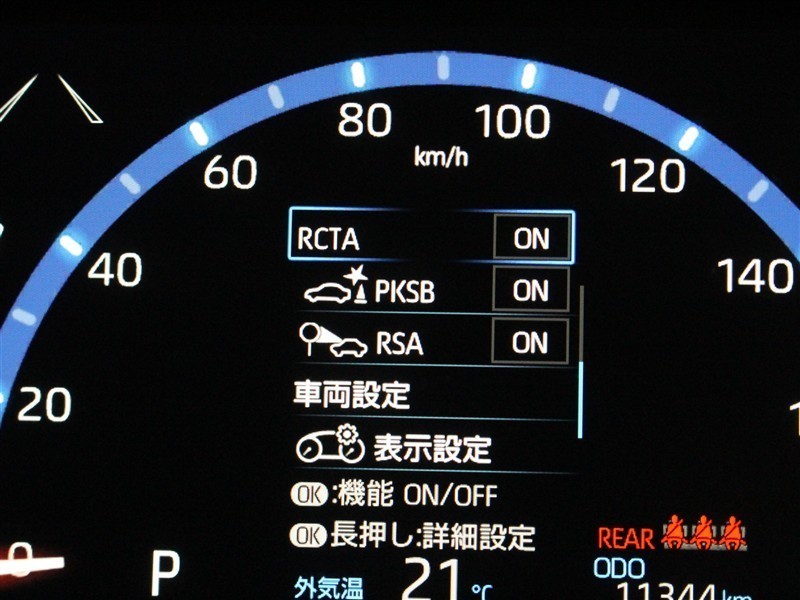 80
100
km/h
60
120
40
140
20
0
RCTA ON
PKSB ON
RSA ON
車両設定
表示設定
OK:機能 ON/OFF
OK長押し:詳細設定
P
REAR
外気温 21℃
ODO
11344km